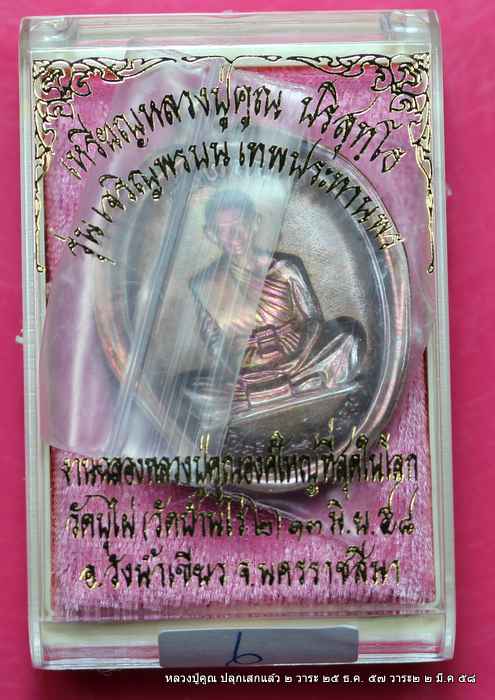 เหรียญหลวงปู่คูณ ปริสุทฺโธ
รุ่น เจริญพรบน เทพประทานพร
งานฉลองหลวงปู่คูณองค์ใหญ่ที่สุดในโลก
วัดพุไผ่ (วัดบ้านไร่ ๒) ๑๓ มิ.ย. ๕๘
อ.วังน้ำเขียว จ.นครราชสีมา
๖
หลวงปู่คูณ ปลุกเสกแล้ว ๒ วาระ ๒๕ ธ.ค. ๕๗ วาระ๒ ๒ มี.ค ๕๘